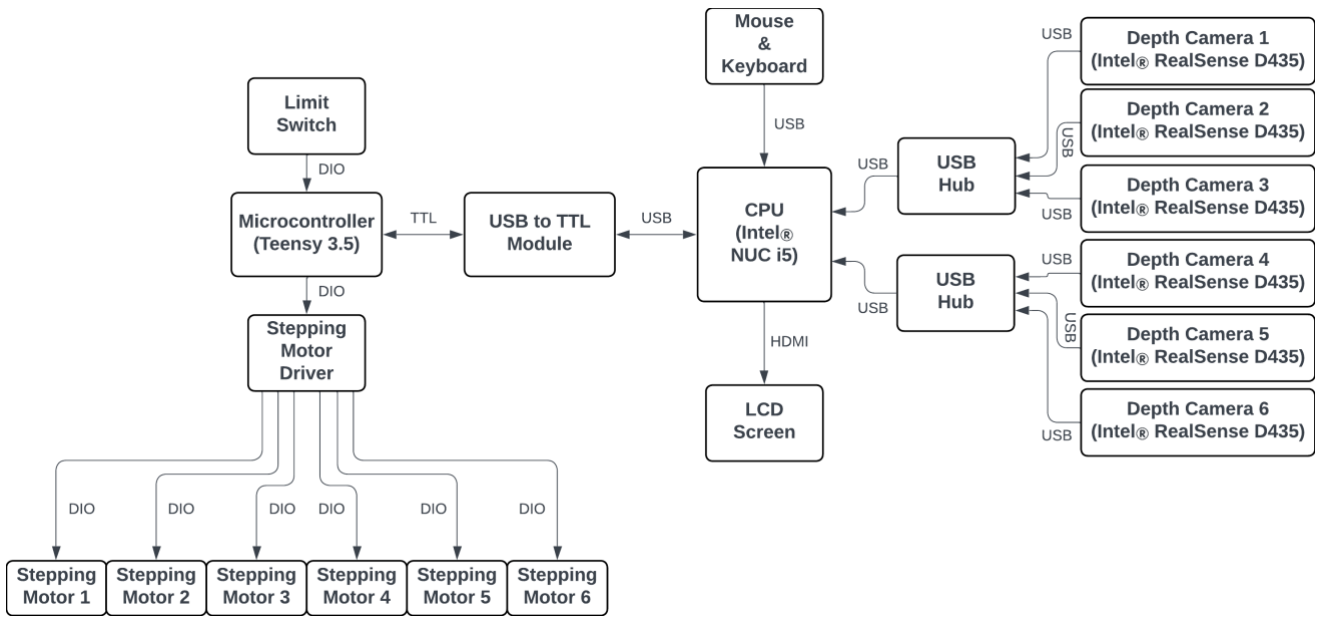 Mouse
&
Keyboard
USB
Limit
Switch
DIO
Microcontroller
(Teensy 3.5)
TTL
USB to TTL
Module
USB
CPU
(Intel®
NUC i5)
HDMI
LCD
Screen
USB
USB
Hub
USB
USB
Hub
USB
Depth Camera 1
(Intel® RealSense D435)
USB
Depth Camera 2
(Intel® RealSense D435)
USB
Depth Camera 3
(Intel® RealSense D435)
USB
Depth Camera 4
(Intel® RealSense D435)
USB
Depth Camera 5
(Intel® RealSense D435)
USB
Depth Camera 6
(Intel® RealSense D435)
DIO
Stepping
Motor
Driver
DIO
DIO
DIO
DIO
DIO
DIO
Stepping
Motor 1
Stepping
Motor 2
Stepping
Motor 3
Stepping
Motor 4
Stepping
Motor 5
Stepping
Motor 6